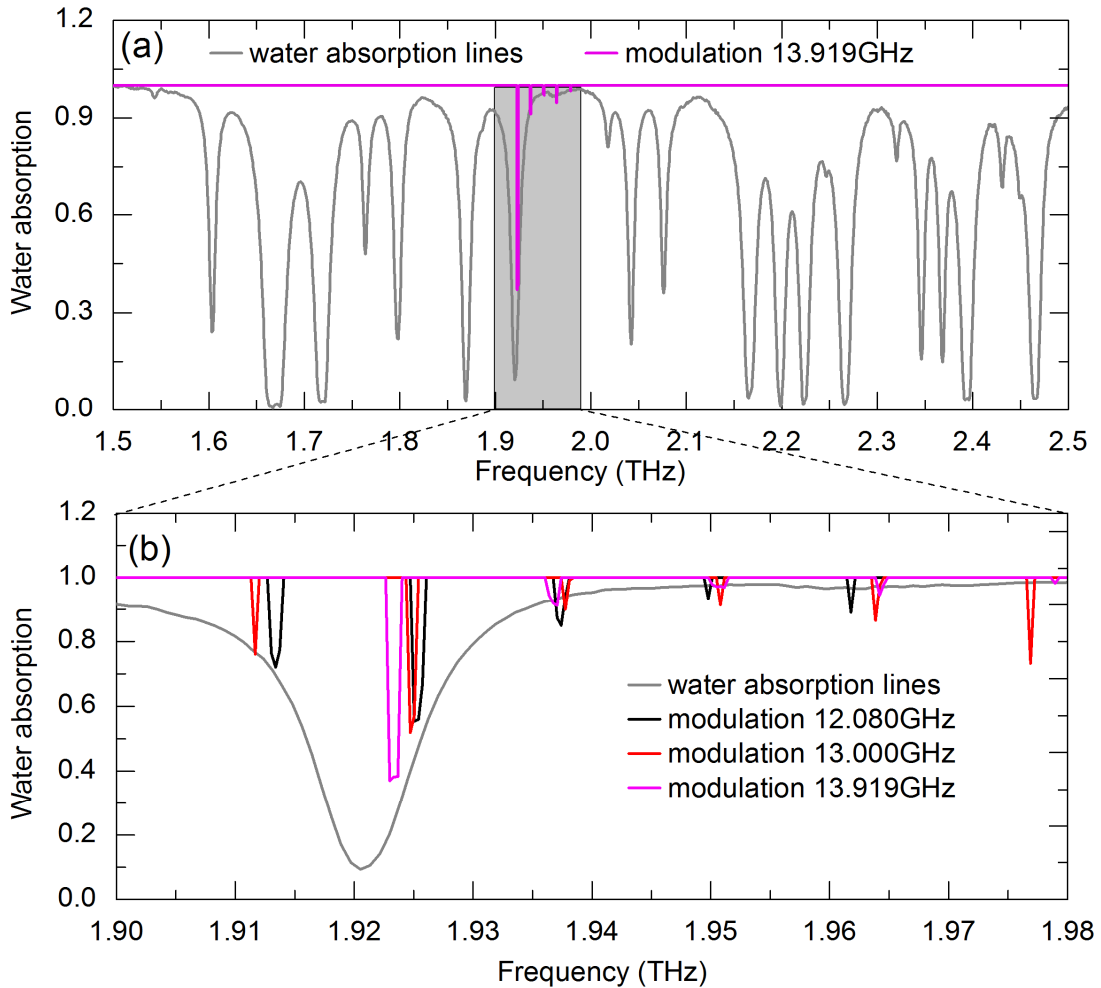 (a)
water absorption lines
modulation 13.919GHz
Water absorption
1.2
0.9
0.6
0.3
0.0
1.5 1.6 1.7 1.8 1.9 2.0 2.1 2.2 2.3 2.4 2.5
Frequency (THz)
(b)
Water absorption
1.2
1.0
0.8
0.6
0.4
0.2
0.0
water absorption lines
modulation 12.080GHz
modulation 13.000GHz
modulation 13.919GHz
1.90 1.91 1.92 1.93 1.94 1.95 1.96 1.97 1.98
Frequency (THz)